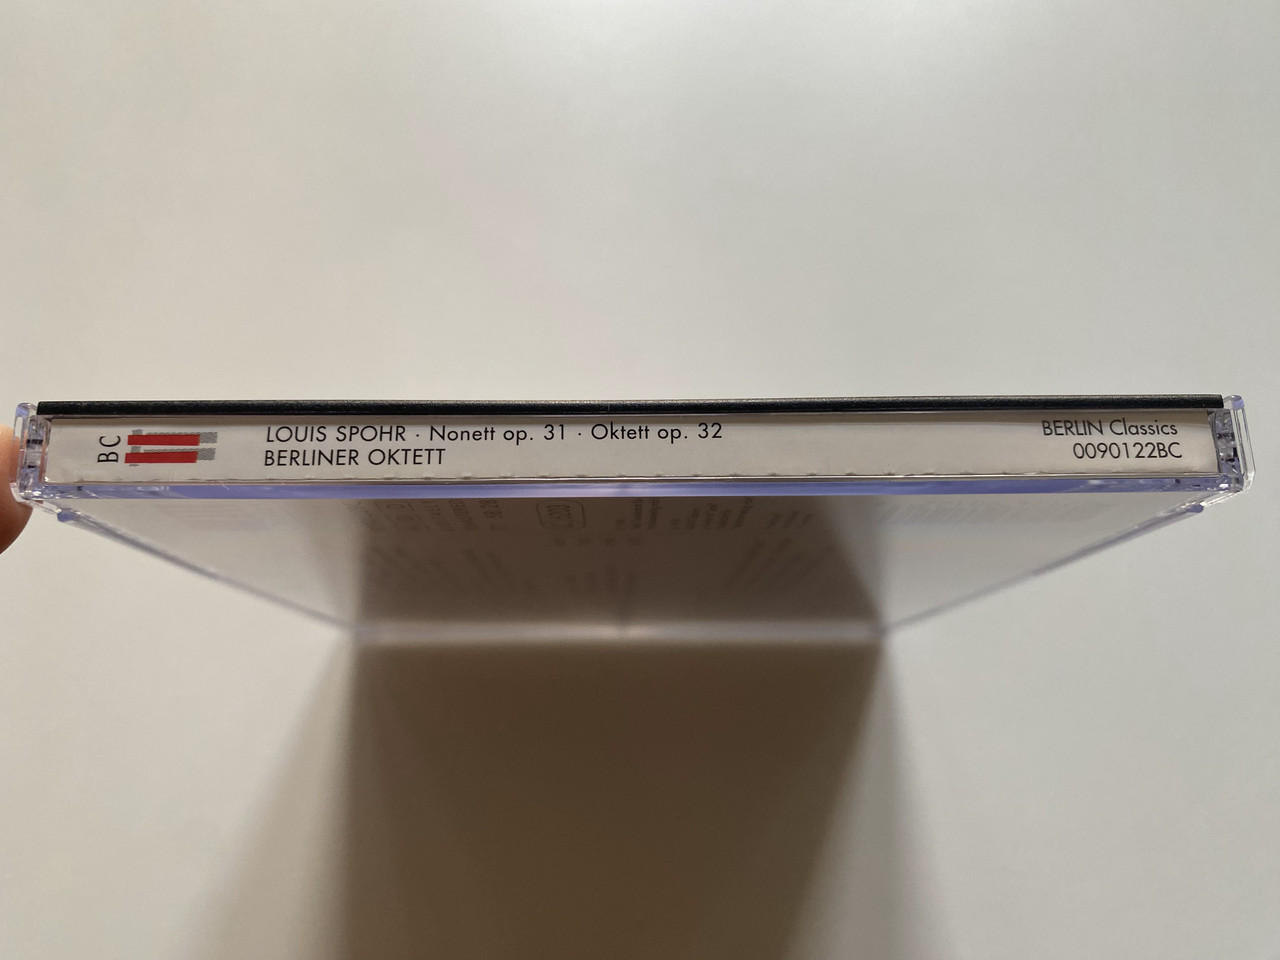 BC
LOUIS SPOHR · Nonett op. 31 · Oktett op. 32
BERLINER OKTETT
BERLIN Classics
0090122BC